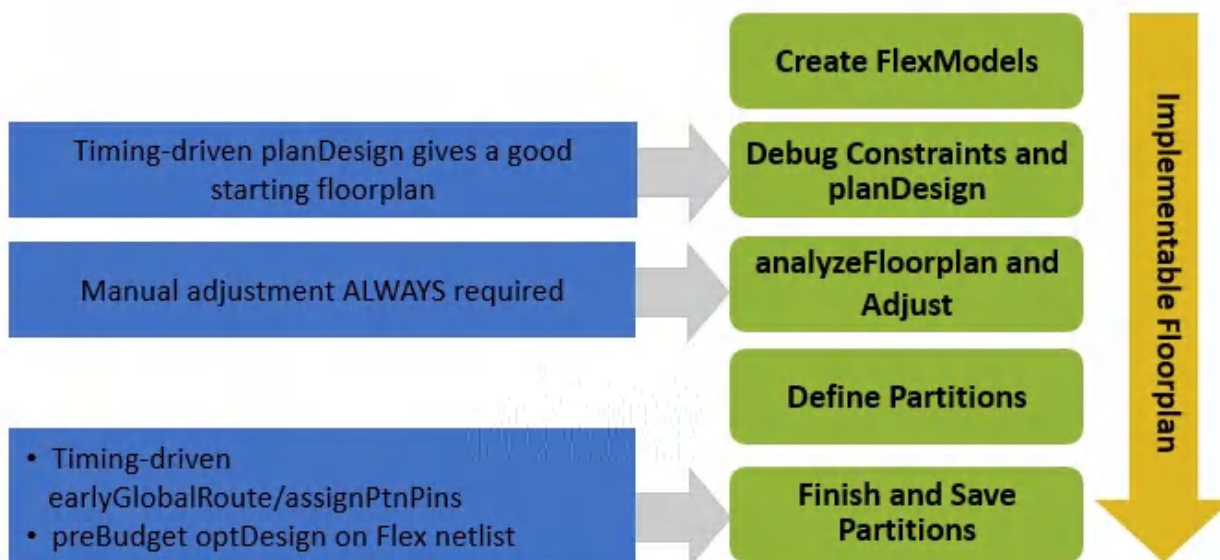 Create FlexModels
Timing-driven planDesign gives a good
starting floorplan
Debug Constraints and
planDesign
Manual adjustment ALWAYS required
analyzeFloorplan and
Adjust
Define Partitions
• Timing-driven
earlyGlobalRoute/assignPtnPins
• preBudget optDesign on Flex netlist
Finish and Save
Partitions
Implementable Floorplan